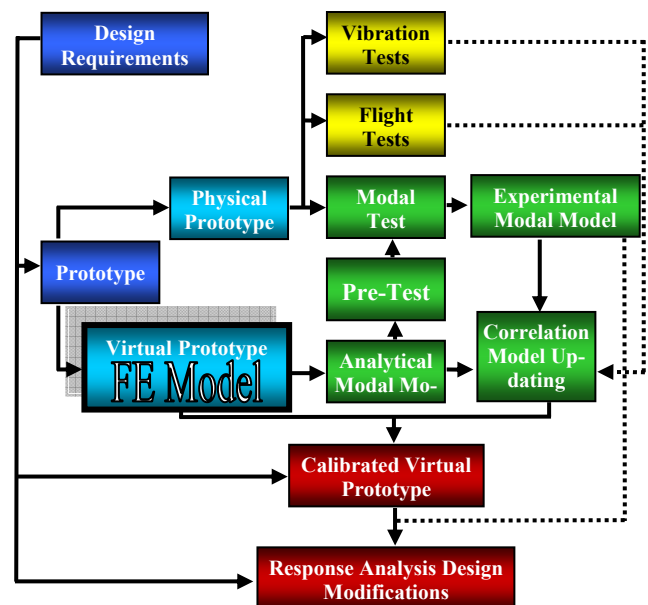 Design
Requirements
Vibration
Tests
Flight
Tests
Physical
Prototype
Modal
Test
Experimental
Modal Model
Prototype
Pre-Test
Virtual Prototype
FE Model
Analytical
Modal Mo-
Correlation
Model Up-
dating
Calibrated Virtual
Prototype
Response Analysis Design
Modifications